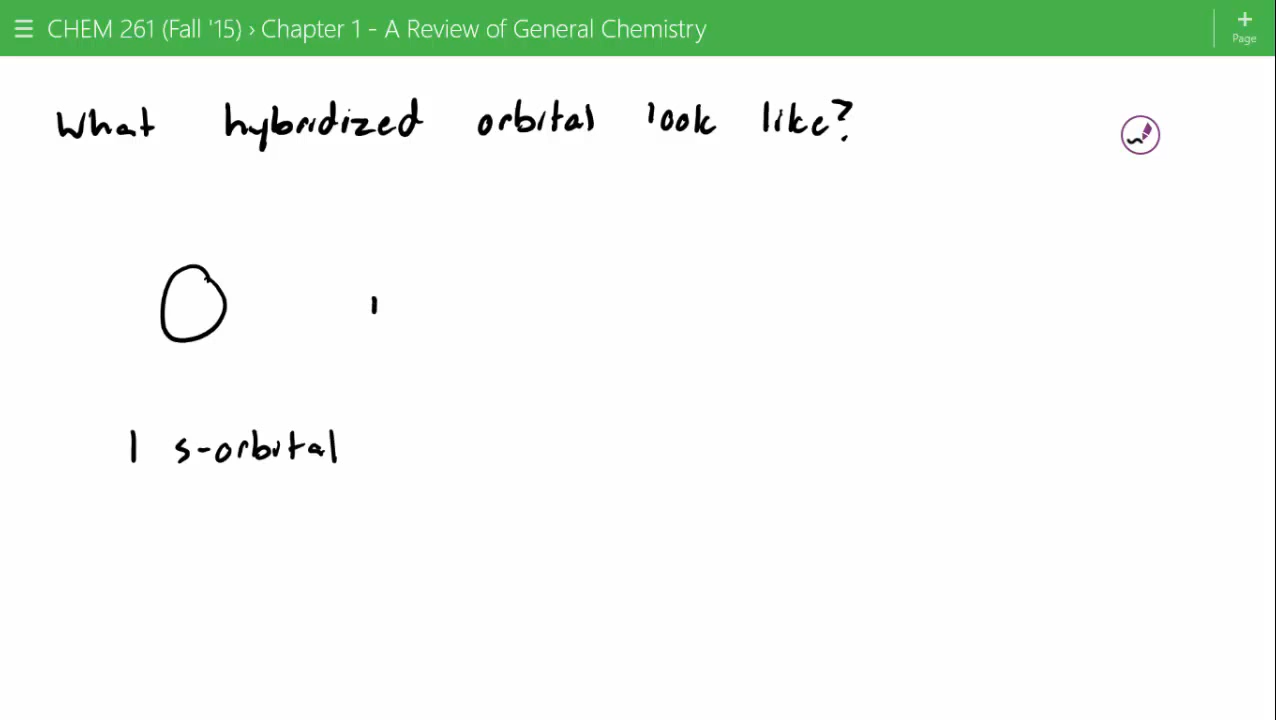 ☰ CHEM 261 (Fall '15) › Chapter 1 - A Review of General Chemistry
+
Page
What hybridized orbital look like?
1 s-orbital